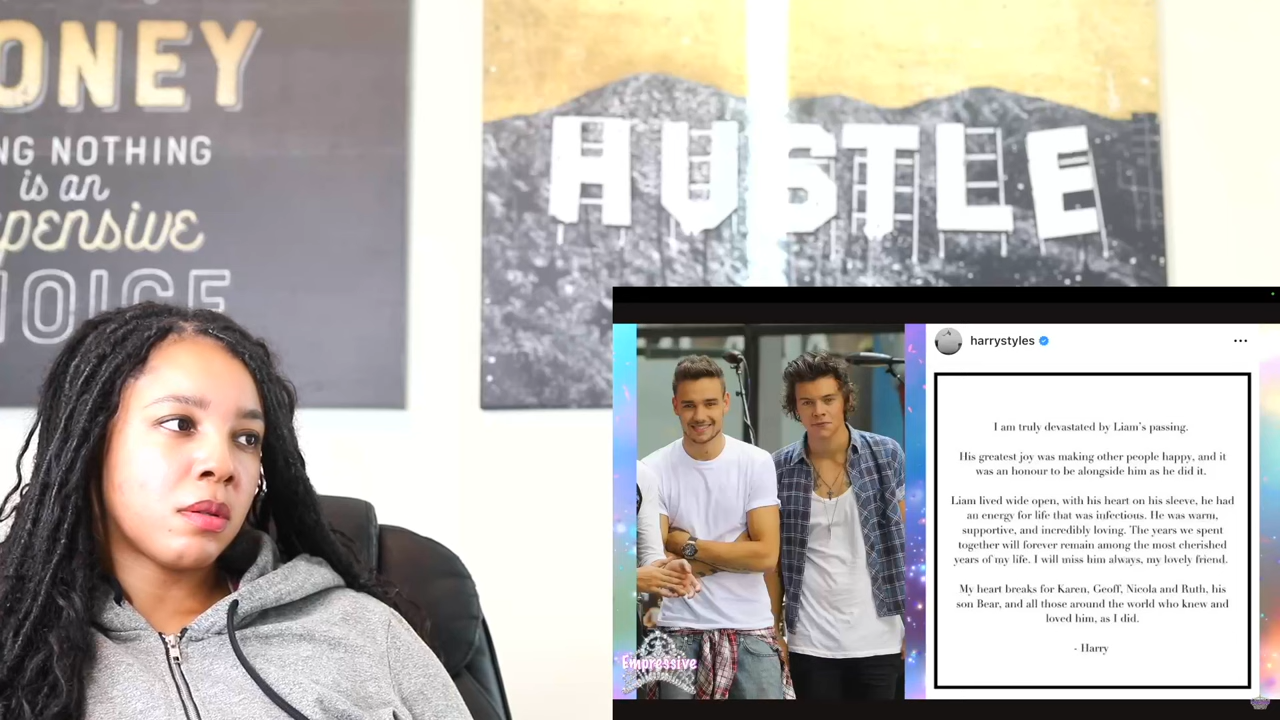 ONEY
NG NOTHING
is an
pensive
HOICE
HUSTLE
harrystyles
I am truly devastated by Liam's passing.
His greatest joy was making other people happy, and it
was an honour to be alongside him as he did it.
Liam lived wide open, with his heart on his sleeve, he had
an energy for life that was infectious. He was warm,
supportive, and incredibly loving. The years we spent
together will forever remain among the most cherished
years of my life. I will miss him always, my lovely friend.
My heart breaks for Karen, Geoff, Nicola and Ruth, his
son Bear, and all those around the world who knew and
loved him, as I did.
- Harry
Empressive